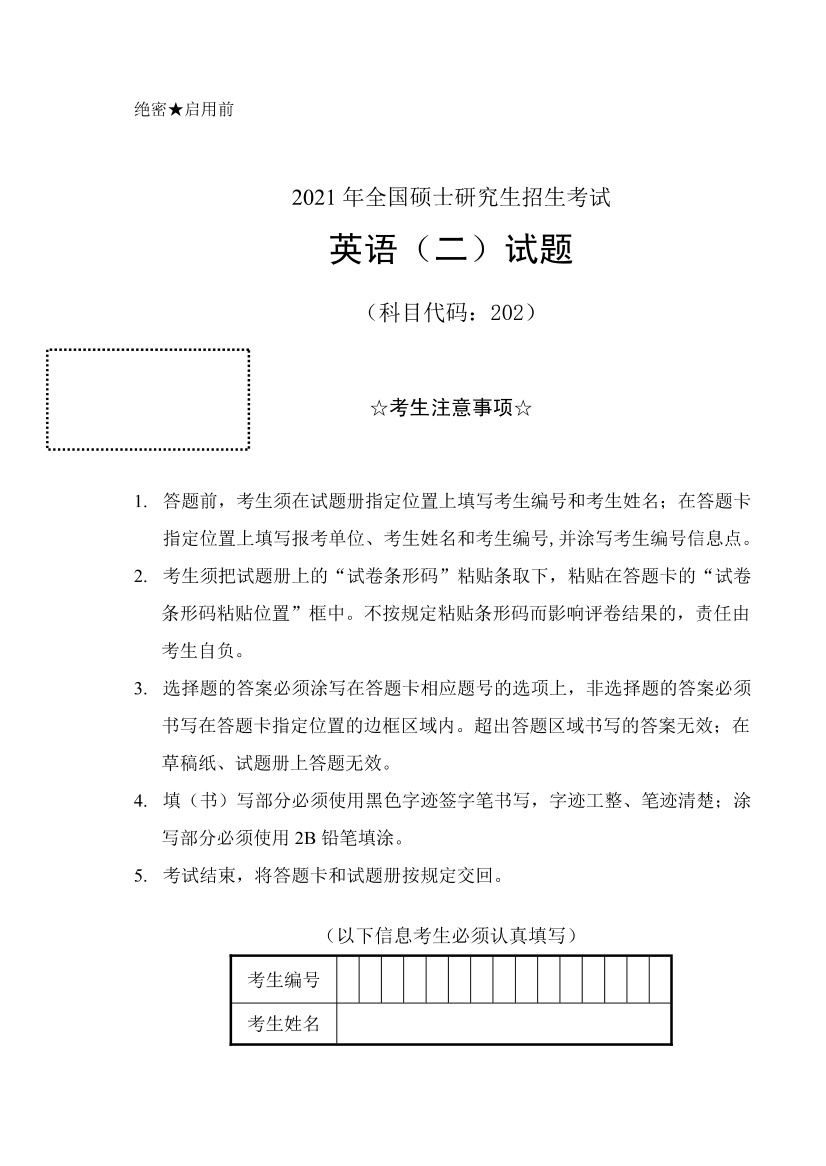 绝密★启用前
2021 年全国硕士研究生招生考试
英语（二）试题
（科目代码：202）
☆考生注意事项☆
1. 答题前，考生须在试题册指定位置上填写考生编号和考生姓名；在答题卡
指定位置上填写报考单位、考生姓名和考生编号,并涂写考生编号信息点。
2. 考生须把试题册上的“试卷条形码”粘贴条取下，粘贴在答题卡的“试卷
条形码粘贴位置”框中。不按规定粘贴条形码而影响评卷结果的，责任由
考生自负。
3. 选择题的答案必须涂写在答题卡相应题号的选项上，非选择题的答案必须
书写在答题卡指定位置的边框区域内。超出答题区域书写的答案无效；在
草稿纸、试题册上答题无效。
4. 填（书）写部分必须使用黑色字迹签字笔书写，字迹工整、笔迹清楚；涂
写部分必须使用 2B 铅笔填涂。
5. 考试结束，将答题卡和试题册按规定交回。
（以下信息考生必须认真填写）
考生编号
考生姓名